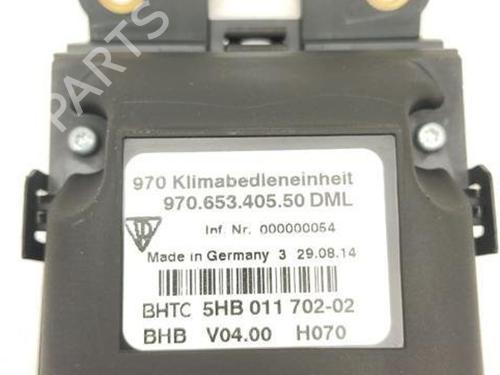 970 Klimabedieneinheit
970.653.405.50 DML
Inf. Nr. 000000054
Made in Germany 3 29.08.14
BHTC 5HB 011 702-02
BHB V04.00 H070
B-PARTS